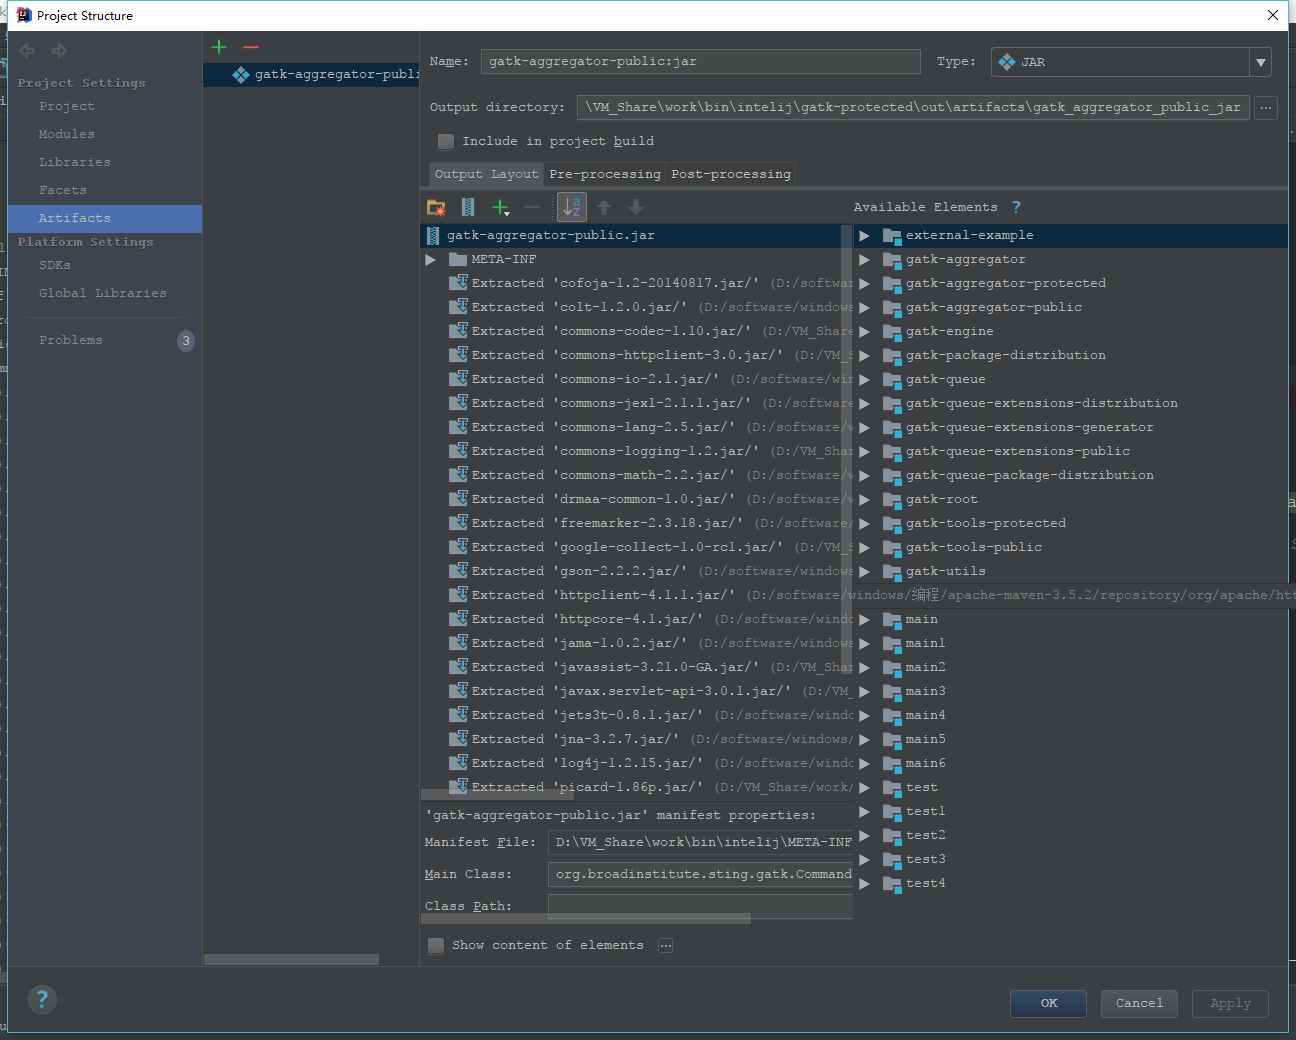 Project Structure
Project Settings
Project
Modules
Libraries
Facets
Artifacts
Platform Settings
SDKs
Global Libraries
Problems
3
gatk-aggregator-publi
Name:
gatk-aggregator-public:jar
Type:
JAR
Output directory:
\VM_Share\work\bin\intelij\gatk-protected\out\artifacts\gatk_aggregator_public_jar
...
Include in project build
Output Layout
Pre-processing
Post-processing
Available Elements
?
gatk-aggregator-public.jar
META-INF
Extracted 'cofoja-1.2-20140817.jar/' (D:/softwar
Extracted 'colt-1.2.0.jar/' (D:/software/windows
Extracted 'commons-codec-1.10.jar/' (D:/VM_Share
Extracted 'commons-httpclient-3.0.jar/' (D:/VM_S
Extracted 'commons-io-2.1.jar/' (D:/software/win
Extracted 'commons-jexl-2.1.1.jar/' (D:/software
Extracted 'commons-lang-2.5.jar/' (D:/software/w
Extracted 'commons-logging-1.2.jar/' (D:/VM_Shar
Extracted 'commons-math-2.2.jar/' (D:/software/w
Extracted 'drmaa-common-1.0.jar/' (D:/software/w
Extracted 'freemarker-2.3.18.jar/' (D:/software/
Extracted 'google-collect-1.0-rc1.jar/' (D:/VM_S
Extracted 'gson-2.2.2.jar/' (D:/software/windows
Extracted 'httpclient-4.1.1.jar/' (D:/software/windows/编程/apache-maven-3.5.2/repository/org/apache/htt
Extracted 'httpcore-4.1.jar/' (D:/software/windo
Extracted 'jama-1.0.2.jar/' (D:/software/windows
Extracted 'javassist-3.21.0-GA.jar/' (D:/VM_Shar
Extracted 'javax.servlet-api-3.0.1.jar/' (D:/VM_
Extracted 'jets3t-0.8.1.jar/' (D:/software/windo
Extracted 'jna-3.2.7.jar/' (D:/software/windows/
Extracted 'log4j-1.2.15.jar/' (D:/software/windo
Extracted 'picard-1.86p.jar/' (D:/VM_Share/work/
external-example
gatk-aggregator
gatk-aggregator-protected
gatk-aggregator-public
gatk-engine
gatk-package-distribution
gatk-queue
gatk-queue-extensions-distribution
gatk-queue-extensions-generator
gatk-queue-extensions-public
gatk-queue-package-distribution
gatk-root
gatk-tools-protected
gatk-tools-public
gatk-utils
main
main1
main2
main3
main4
main5
main6
test
test1
test2
test3
test4
'gatk-aggregator-public.jar' manifest properties:
Manifest File:
D:\VM_Share\work\bin\intelij\META-INF
Main Class:
org.broadinstitute.sting.gatk.Command
Class Path:
Show content of elements
...
?
OK
Cancel
Apply